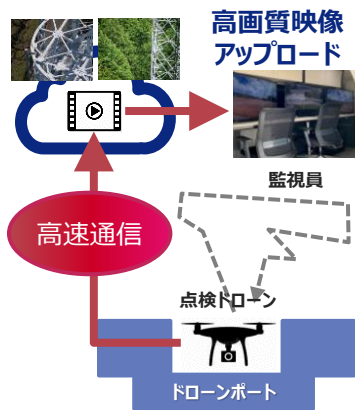 高画質映像
アップロード
監視員
高速通信
点検ドローン
ドローンポート